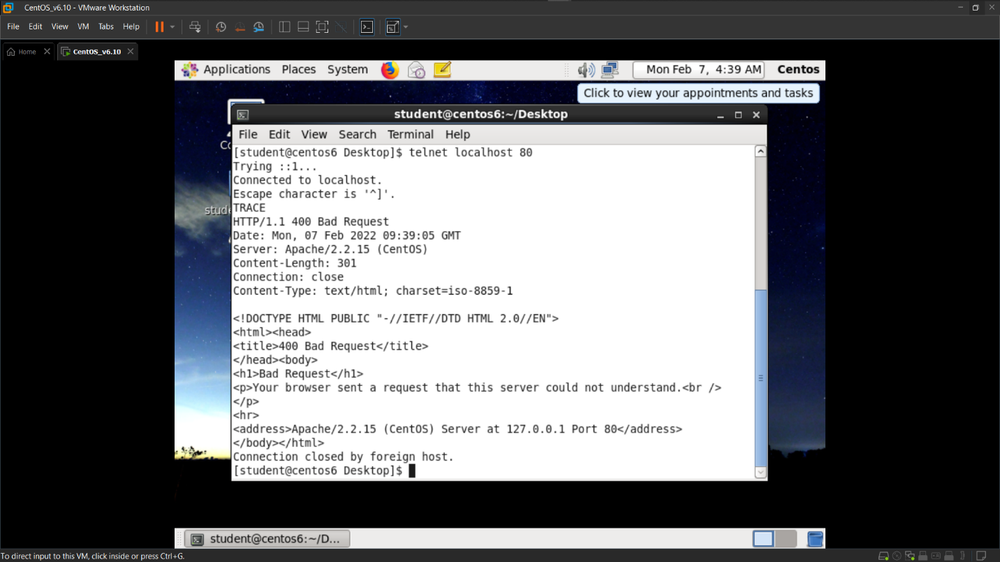 CentOS_v6.10 - VMware Workstation
File Edit View VM Tabs Help
Home CentOS_v6.10
Applications Places System Mon Feb 7, 4:39 AM Centos
Click to view your appointments and tasks
student@centos6:~/Desktop
File Edit View Search Terminal Help
[student@centos6 Desktop]$ telnet localhost 80
Trying ::1...
Connected to localhost.
Escape character is '^]'.
TRACE
HTTP/1.1 400 Bad Request
Date: Mon, 07 Feb 2022 09:39:05 GMT
Server: Apache/2.2.15 (CentOS)
Content-Length: 301
Connection: close
Content-Type: text/html; charset=iso-8859-1
<!DOCTYPE HTML PUBLIC "-//IETF//DTD HTML 2.0//EN">
<html><head>
<title>400 Bad Request</title>
</head><body>
<h1>Bad Request</h1>
<p>Your browser sent a request that this server could not understand.<br />
</p>
<hr>
<address>Apache/2.2.15 (CentOS) Server at 127.0.0.1 Port 80</address>
</body></html>
Connection closed by foreign host.
[student@centos6 Desktop]$
student@centos6:~/D...
To direct input to this VM, click inside or press Ctrl+G.